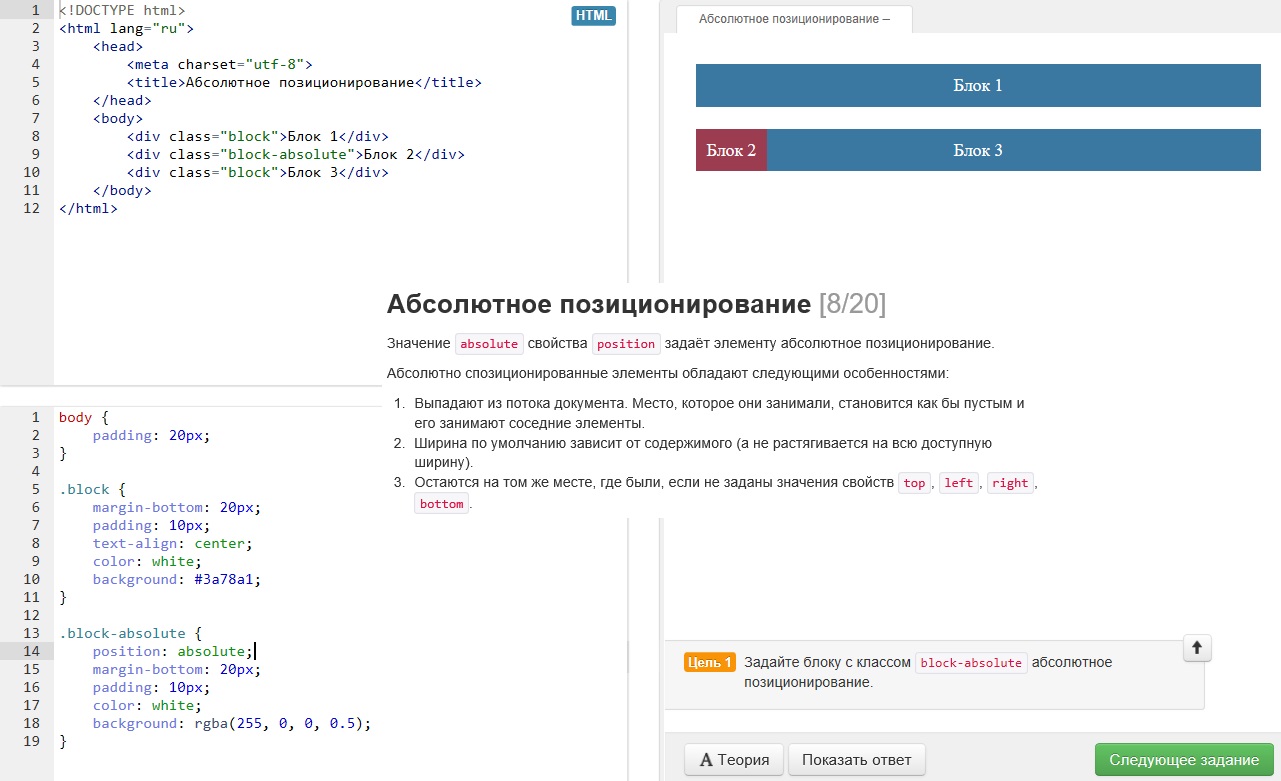 1 <!DOCTYPE html>
2 <html lang="ru">
3 <head>
4 <meta charset="utf-8">
5 <title>Абсолютное позиционирование</title>
6 </head>
7 <body>
8 <div class="block">Блок 1</div>
9 <div class="block-absolute">Блок 2</div>
10 <div class="block">Блок 3</div>
11 </body>
12 </html>
HTML
Абсолютное позиционирование –
Блок 1
Блок 2 Блок 3
Абсолютное позиционирование [8/20]
Значение absolute свойства position задаёт элементу абсолютное позиционирование.
Абсолютно спозиционированные элементы обладают следующими особенностями:
1. Выпадают из потока документа. Место, которое они занимали, становится как бы пустым и
его занимают соседние элементы.
2. Ширина по умолчанию зависит от содержимого (а не растягивается на всю доступную
ширину).
3. Остаются на том же месте, где были, если не заданы значения свойств top, left, right,
bottom.
1 body {
2 padding: 20px;
3 }
4
5 .block {
6 margin-bottom: 20px;
7 padding: 10px;
8 text-align: center;
9 color: white;
10 background: #3a78a1;
11 }
12
13 .block-absolute {
14 position: absolute;
15 margin-bottom: 20px;
16 padding: 10px;
17 color: white;
18 background: rgba(255, 0, 0, 0.5);
19 }
Цель 1 Задайте блоку с классом block-absolute абсолютное
позиционирование.
A Теория Показать ответ Следующее задание